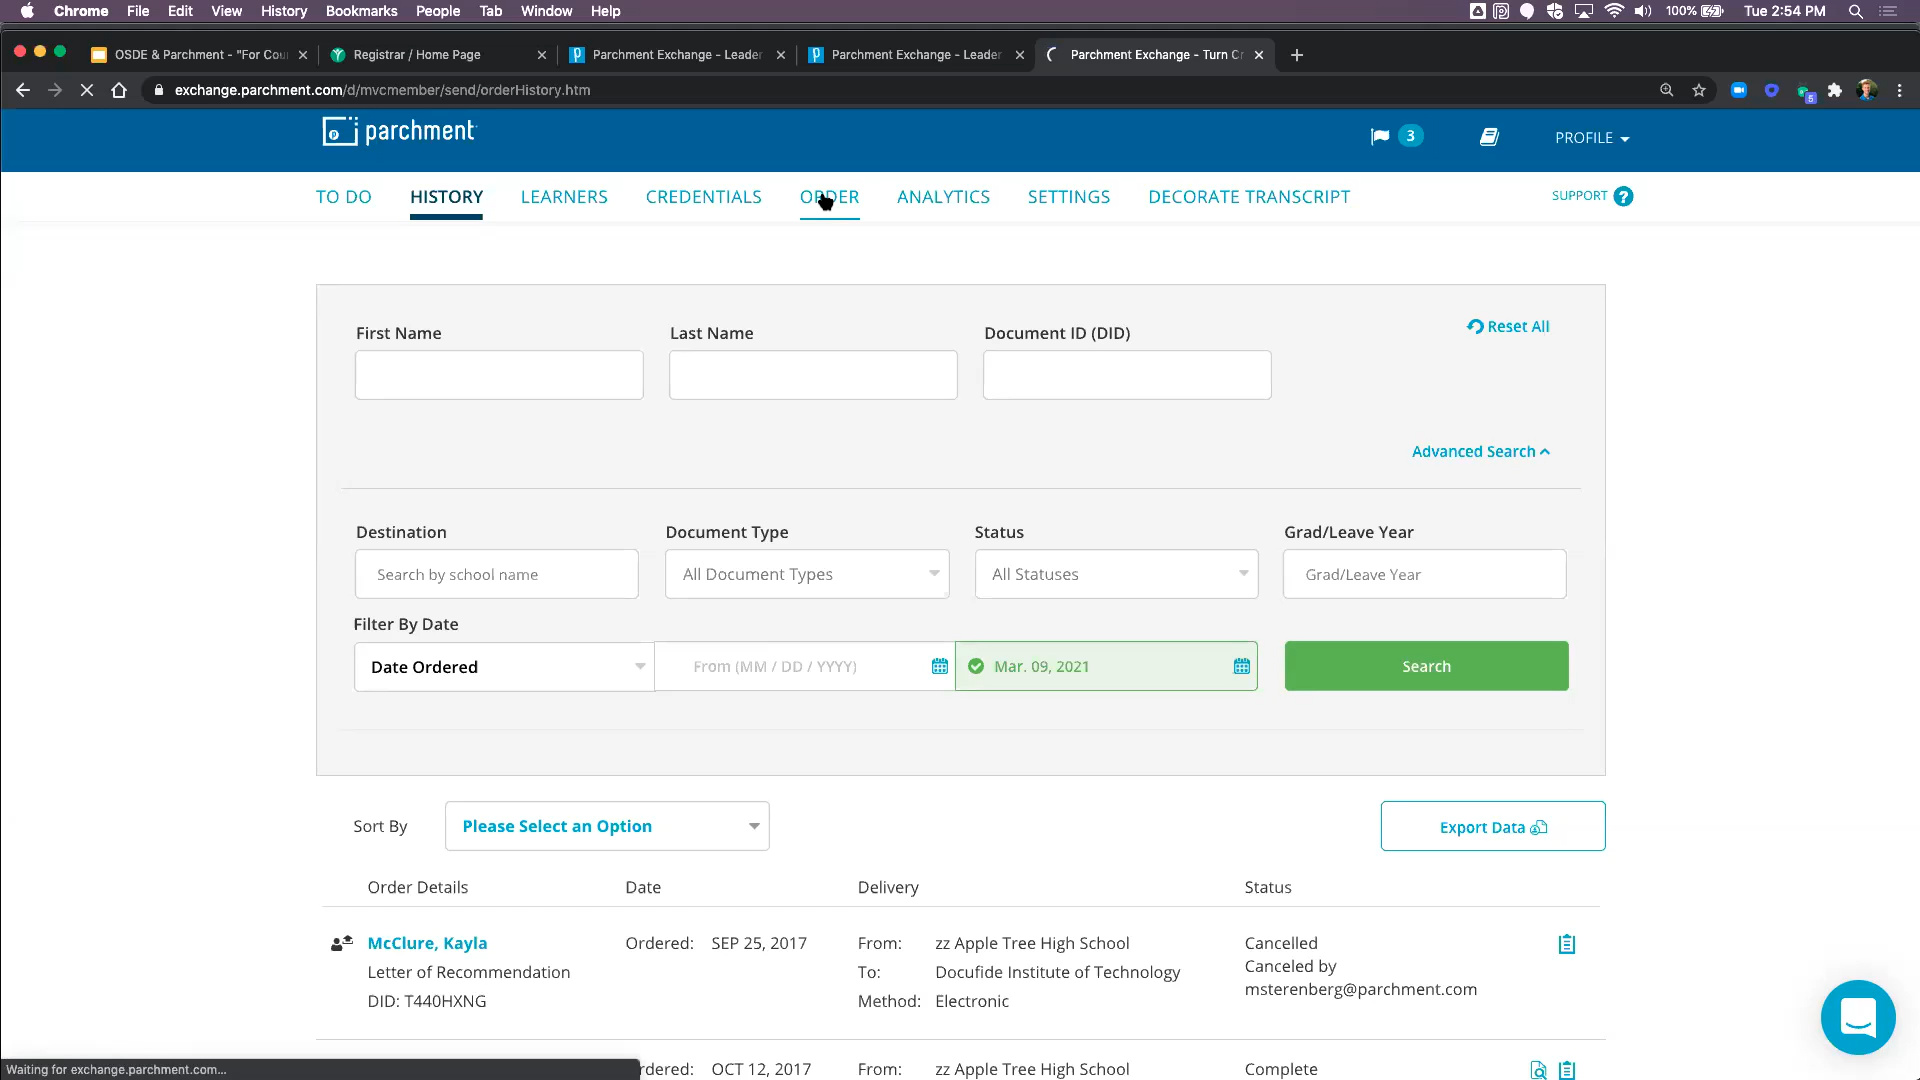 Chrome File Edit View History Bookmarks People Tab Window Help 100% Tue 2:54 PM
OSDE & Parchment - "For Cou Registrar / Home Page Parchment Exchange - Leader Parchment Exchange - Leader Parchment Exchange - Turn Cr
exchange.parchment.com/d/mvcmember/send/orderHistory.htm 5
parchment 3 PROFILE
TO DO HISTORY LEARNERS CREDENTIALS ORDER ANALYTICS SETTINGS DECORATE TRANSCRIPT SUPPORT ?
First Name Last Name Document ID (DID) Reset All
Advanced Search
Destination Document Type Status Grad/Leave Year
Search by school name All Document Types All Statuses Grad/Leave Year
Filter By Date
Date Ordered From (MM / DD / YYYY) Mar. 09, 2021 Search
Sort By Please Select an Option Export Data
Order Details Date Delivery Status
McClure, Kayla Ordered: SEP 25, 2017 From: zz Apple Tree High School Cancelled
Letter of Recommendation To: Docufide Institute of Technology Canceled by
DID: T440HXNG Method: Electronic msterenberg@parchment.com
Waiting for exchange.parchment.com... rdered: OCT 12, 2017 From: zz Apple Tree High School Complete